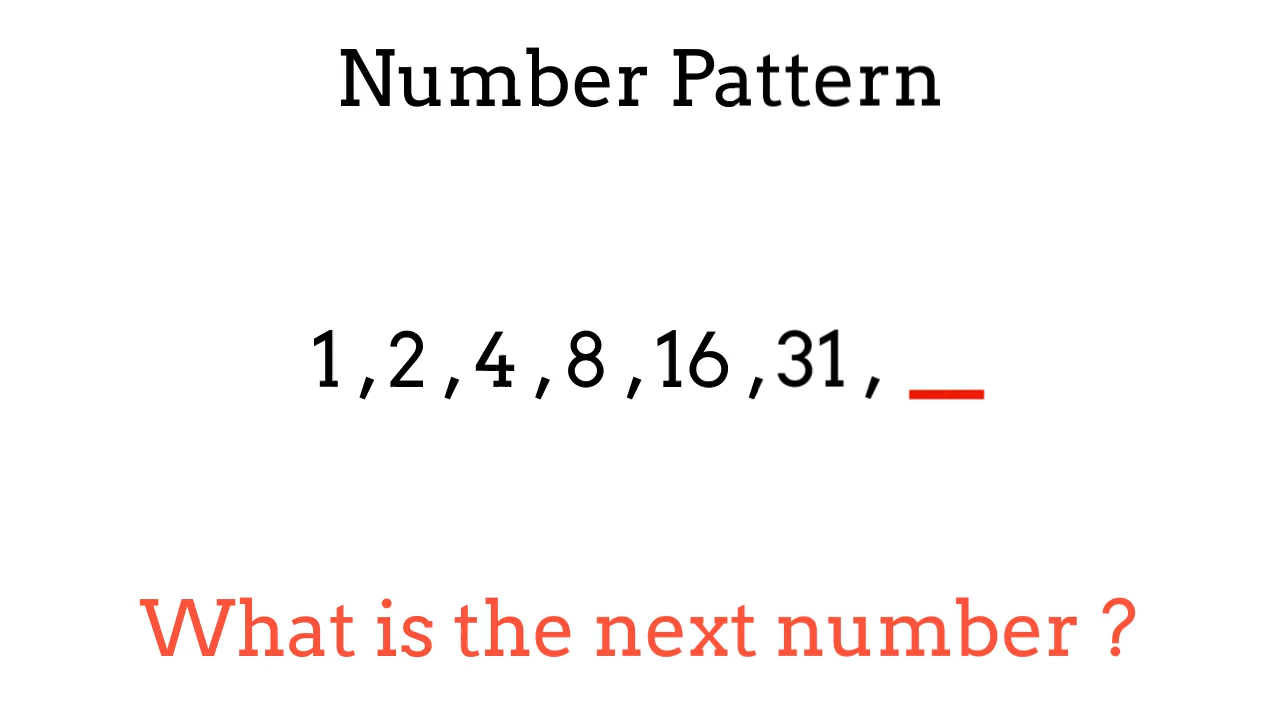 Number Pattern
1 , 2 , 4 , 8 , 16 , 31 , __
What is the next number ?